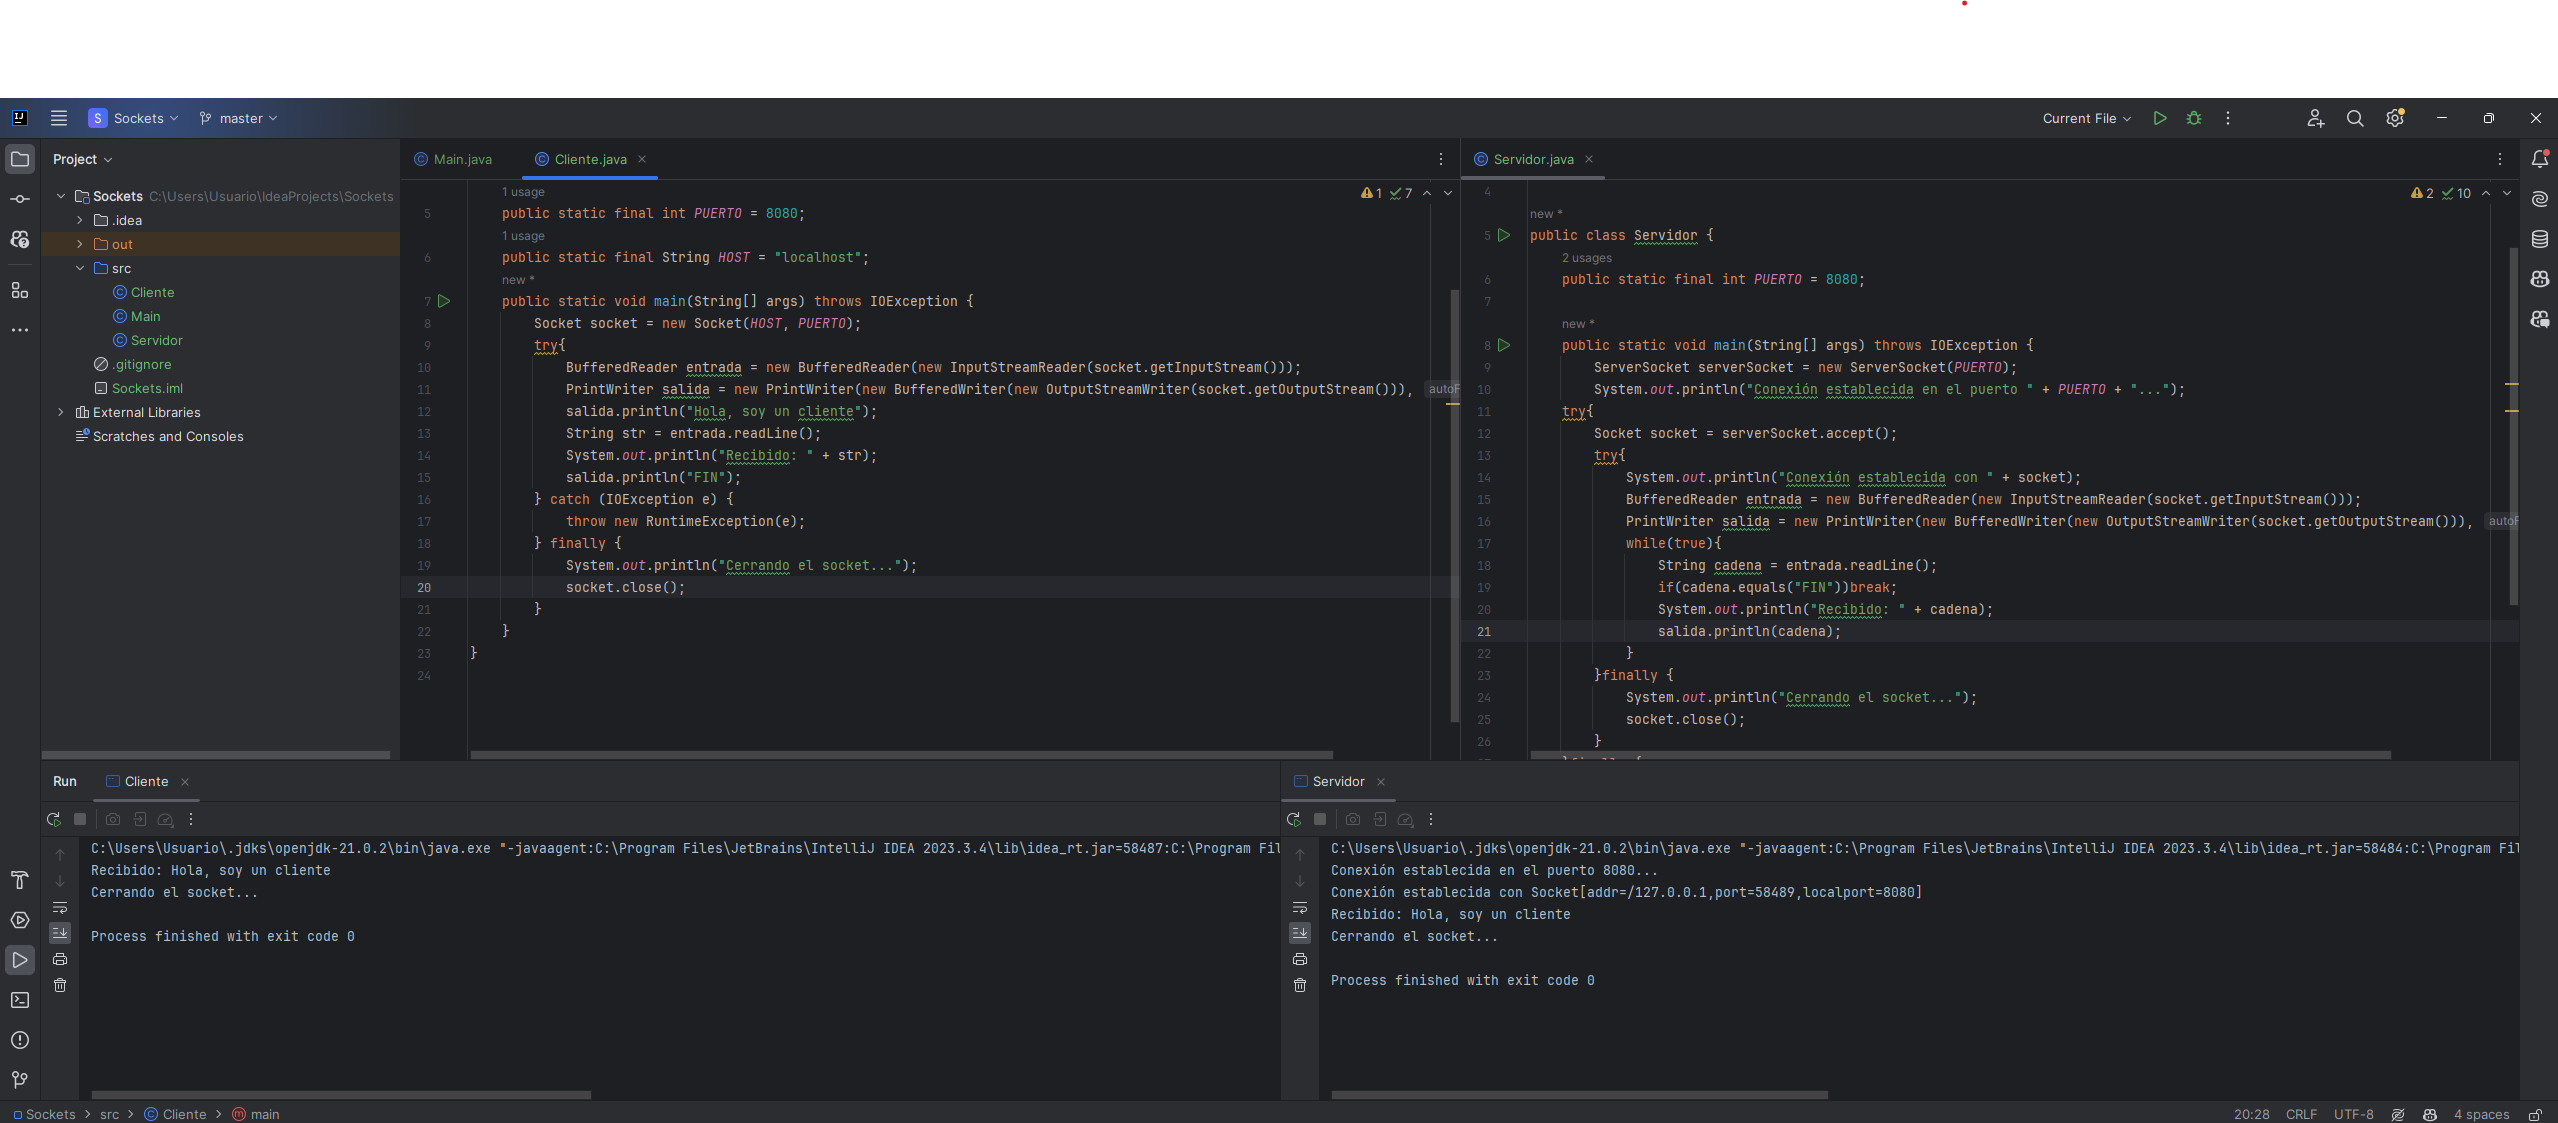 Sockets
master
Current File
Project
Sockets C:\Users\Usuario\IdeaProjects\Sockets
.idea
out
src
Cliente
Main
Servidor
.gitignore
Sockets.iml
External Libraries
Scratches and Consoles
Main.java
Cliente.java
1 7
1 usage
5 public static final int PUERTO = 8080;
1 usage
6 public static final String HOST = "localhost";
new *
7 public static void main(String[] args) throws IOException {
8 Socket socket = new Socket(HOST, PUERTO);
9 try{
10 BufferedReader entrada = new BufferedReader(new InputStreamReader(socket.getInputStream()));
11 PrintWriter salida = new PrintWriter(new BufferedWriter(new OutputStreamWriter(socket.getOutputStream())), autoF
12 salida.println("Hola, soy un cliente");
13 String str = entrada.readLine();
14 System.out.println("Recibido: " + str);
15 salida.println("FIN");
16 } catch (IOException e) {
17 throw new RuntimeException(e);
18 } finally {
19 System.out.println("Cerrando el socket...");
20 socket.close();
21 }
22 }
23 }
24
Servidor.java
2 10
4
new *
5 public class Servidor {
2 usages
6 public static final int PUERTO = 8080;
7
new *
8 public static void main(String[] args) throws IOException {
9 ServerSocket serverSocket = new ServerSocket(PUERTO);
10 System.out.println("Conexión establecida en el puerto " + PUERTO + "...");
11 try{
12 Socket socket = serverSocket.accept();
13 try{
14 System.out.println("Conexión establecida con " + socket);
15 BufferedReader entrada = new BufferedReader(new InputStreamReader(socket.getInputStream()));
16 PrintWriter salida = new PrintWriter(new BufferedWriter(new OutputStreamWriter(socket.getOutputStream())), autoF
17 while(true){
18 String cadena = entrada.readLine();
19 if(cadena.equals("FIN"))break;
20 System.out.println("Recibido: " + cadena);
21 salida.println(cadena);
22 }
23 }finally {
24 System.out.println("Cerrando el socket...");
25 socket.close();
26 }
Run
Cliente
C:\Users\Usuario\.jdks\openjdk-21.0.2\bin\java.exe "-javaagent:C:\Program Files\JetBrains\IntelliJ IDEA 2023.3.4\lib\idea_rt.jar=58487:C:\Program Fil
Recibido: Hola, soy un cliente
Cerrando el socket...
Process finished with exit code 0
Servidor
C:\Users\Usuario\.jdks\openjdk-21.0.2\bin\java.exe "-javaagent:C:\Program Files\JetBrains\IntelliJ IDEA 2023.3.4\lib\idea_rt.jar=58484:C:\Program Fil
Conexión establecida en el puerto 8080...
Conexión establecida con Socket[addr=/127.0.0.1,port=58489,localport=8080]
Recibido: Hola, soy un cliente
Cerrando el socket...
Process finished with exit code 0
Sockets > src > Cliente > main
20:28 CRLF UTF-8 4 spaces